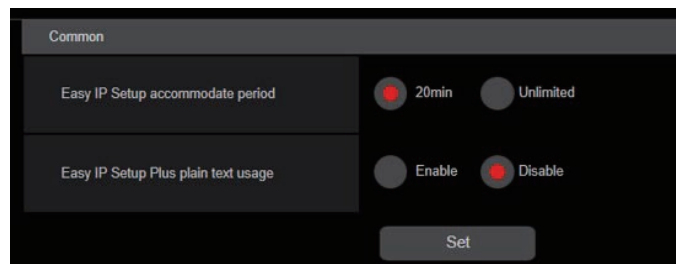 Common
Easy IP Setup accommodate period 20min Unlimited
Easy IP Setup Plus plain text usage Enable Disable
Set